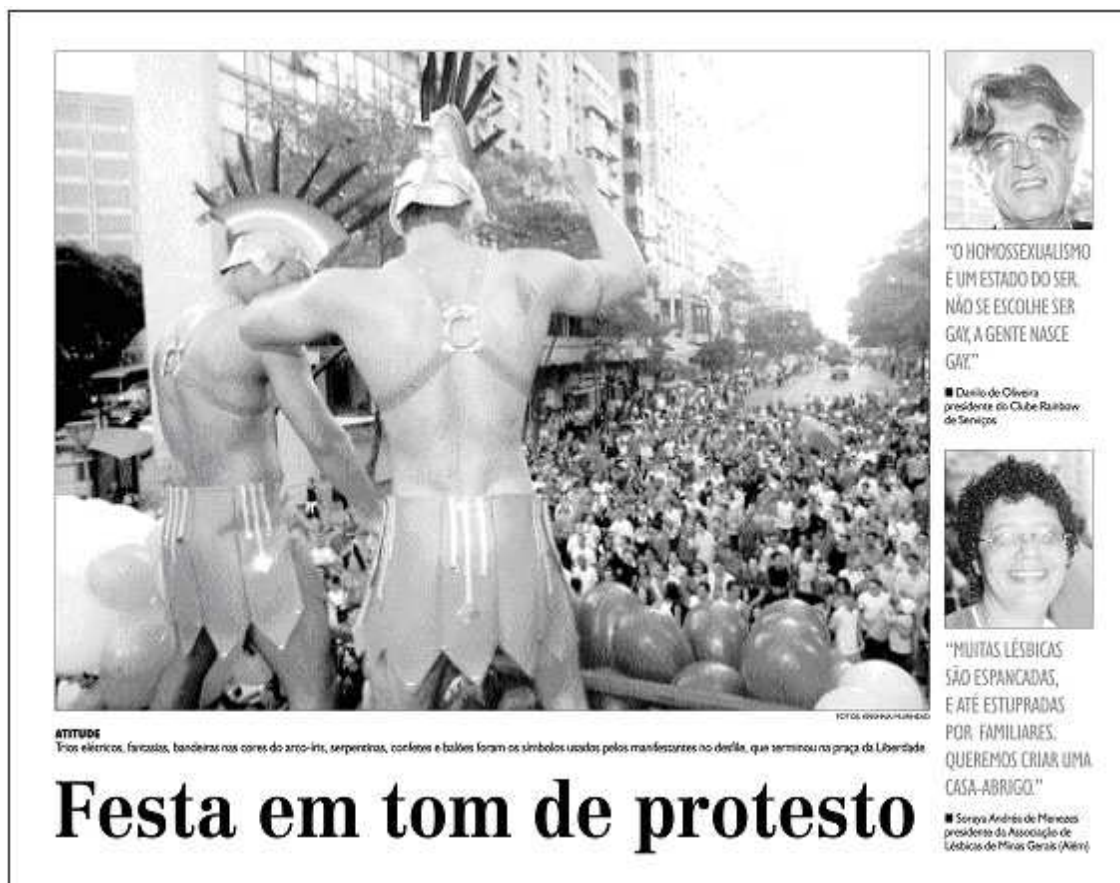 "O HOMOSSEXUALISMO
É UM ESTADO DO SER.
NÃO SE ESCOLHE SER
GAY, A GENTE NASCE
GAY."
■ Danilo de Oliveira
presidente do Clube Rainbow
de Serviços
"MUITAS LÉSBICAS
SÃO ESPANCADAS,
E ATÉ ESTUPRADAS
POR FAMILIARES.
QUEREMOS CRIAR UMA
CASA-ABRIGO."
■ Soraya Andréa de Menezes
presidente da Associação de
Lésbicas de Minas Gerais (Além)
FOTOS
ATITUDE
Trios elétricos, fantasias, bandeiras nas cores do arco-íris, serpentinas, confetes e balões foram os símbolos usados pelos manifestantes no desfile, que terminou na praça da Liberdade
Festa em tom de protesto